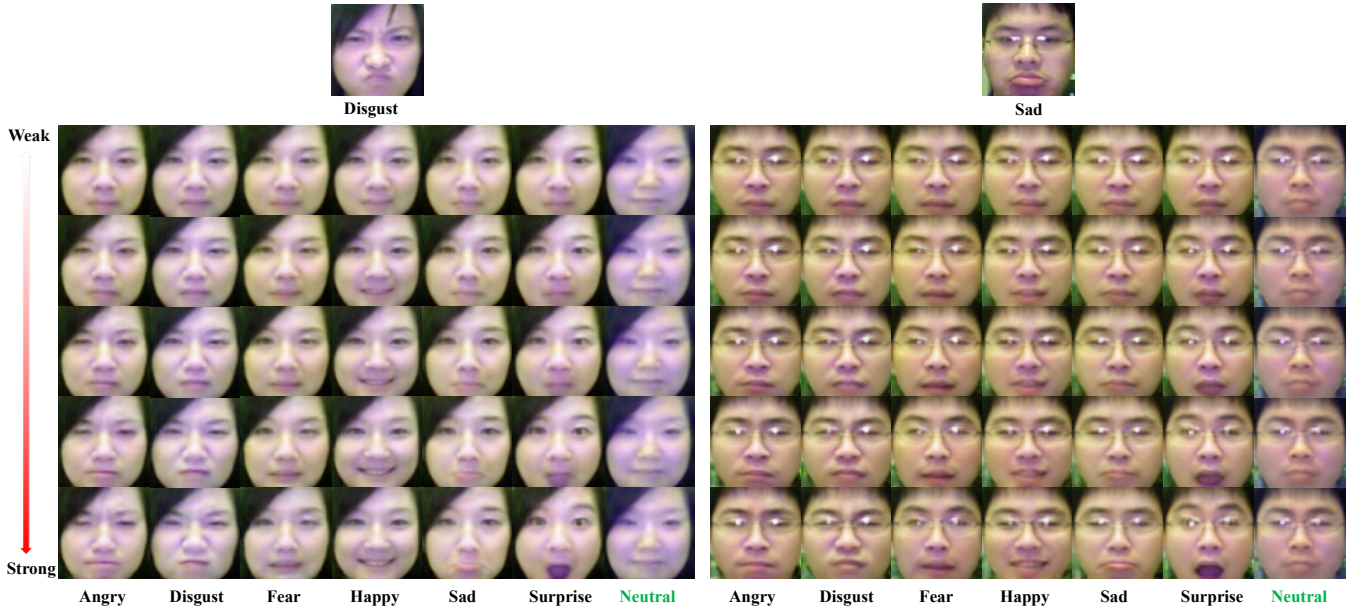 Disgust
Sad
Weak
Strong
Angry Disgust Fear Happy Sad Surprise Neutral
Angry Disgust Fear Happy Sad Surprise Neutral